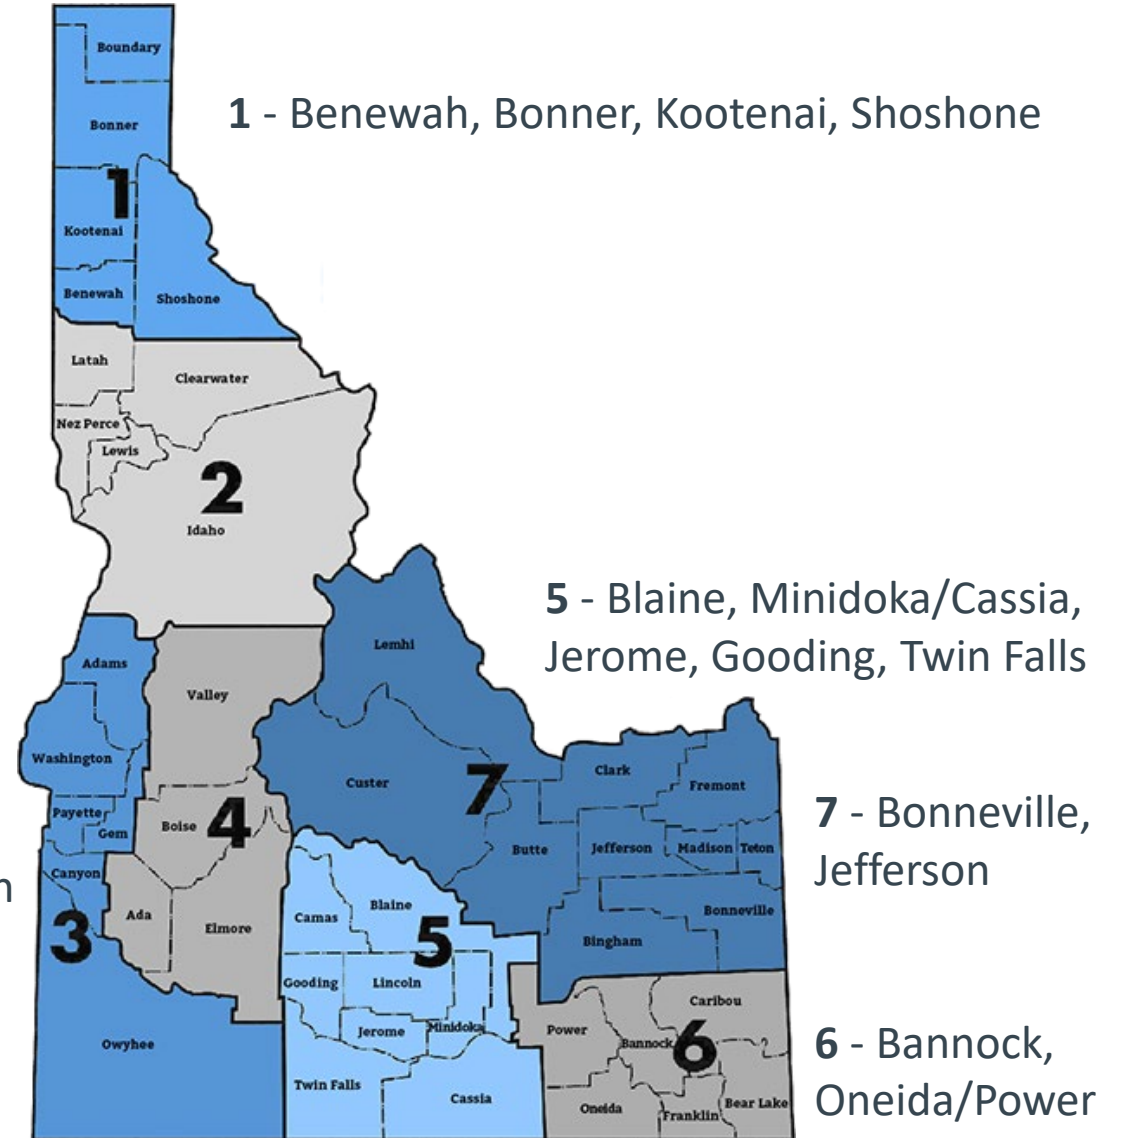 Boundary
1 - Benewah, Bonner, Kootenai, Shoshone
Bonner
1
Kootenai
Benewah
Shoshone
Latah
Clearwater
Nez Perce
Lewis
2
Idaho
5 - Blaine, Minidoka/Cassia,
Jerome, Gooding, Twin Falls
Lemhi
Adams
Valley
Washington
Custer
7
Clark
Fremont
7 - Bonneville,
Jefferson
Payette
Gem
Boise
4
Butte
Jefferson
Madison
Teton
Canyon
n
3
Ada
Elmore
Camas
Blaine
5
Bonneville
Bingham
Gooding
Lincoln
Jerome
Minidoka
Power
Bannock
6
Caribou
6 - Bannock,
Oneida/Power
Owyhee
Twin Falls
Cassia
Oneida
Franklin
Bear Lake